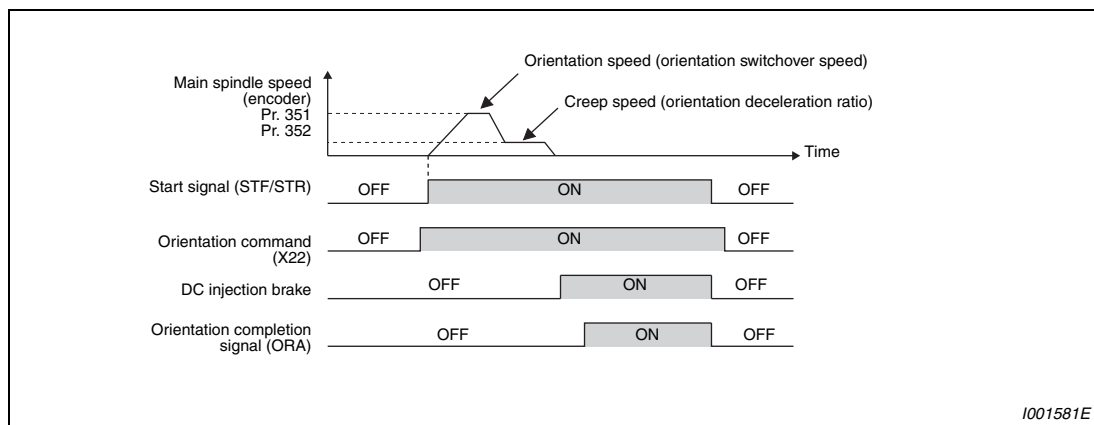 Orientation speed (orientation switchover speed)
Main spindle speed
(encoder)
Pr. 351
Pr. 352
Creep speed (orientation deceleration ratio)
Time
Start signal (STF/STR)
OFF
ON
OFF
Orientation command
(X22)
OFF
ON
OFF
DC injection brake
OFF
ON
OFF
Orientation completion
signal (ORA)
OFF
ON
OFF
I001581E